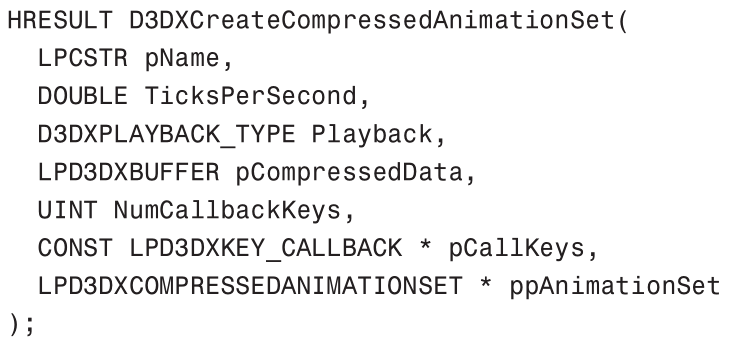 HRESULT D3DXCreateCompressedAnimationSet(
  LPCSTR pName,
  DOUBLE TicksPerSecond,
  D3DXPLAYBACK_TYPE Playback,
  LPD3DXBUFFER pCompressedData,
  UINT NumCallbackKeys,
  CONST LPD3DXKEY_CALLBACK * pCallKeys,
  LPD3DXCOMPRESSEDANIMATIONSET * ppAnimationSet
);